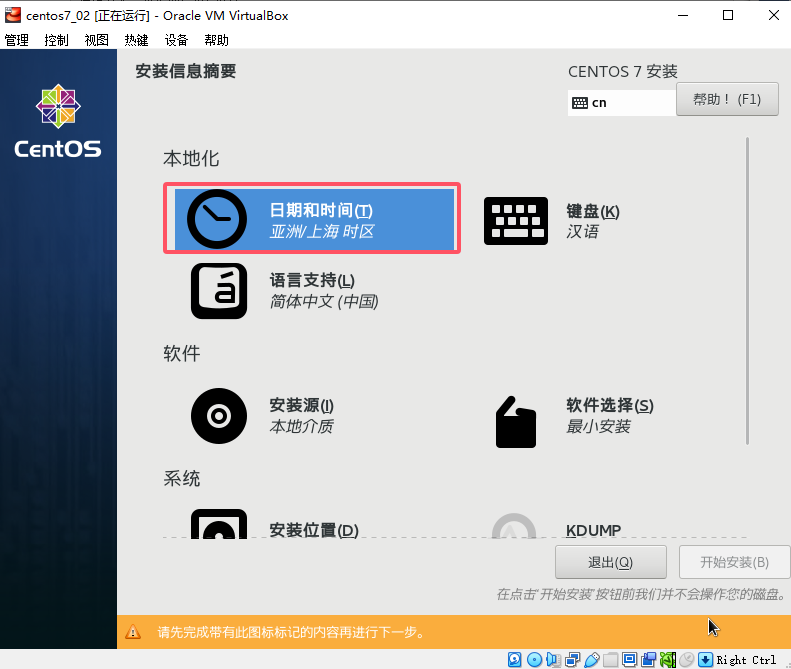 centos7_02 [正在运行] - Oracle VM VirtualBox
管理 控制 视图 热键 设备 帮助
安装信息摘要
CENTOS 7 安装
cn
帮助！(F1)
CentOS
本地化
日期和时间(T)
亚洲/上海 时区
键盘(K)
汉语
语言支持(L)
简体中文 (中国)
软件
安装源(I)
本地介质
软件选择(S)
最小安装
系统
安装位置(D)
KDUMP
退出(Q)
开始安装(B)
在点击'开始安装'按钮前我们并不会操作您的磁盘。
请先完成带有此图标标记的内容再进行下一步。
Right Ctrl